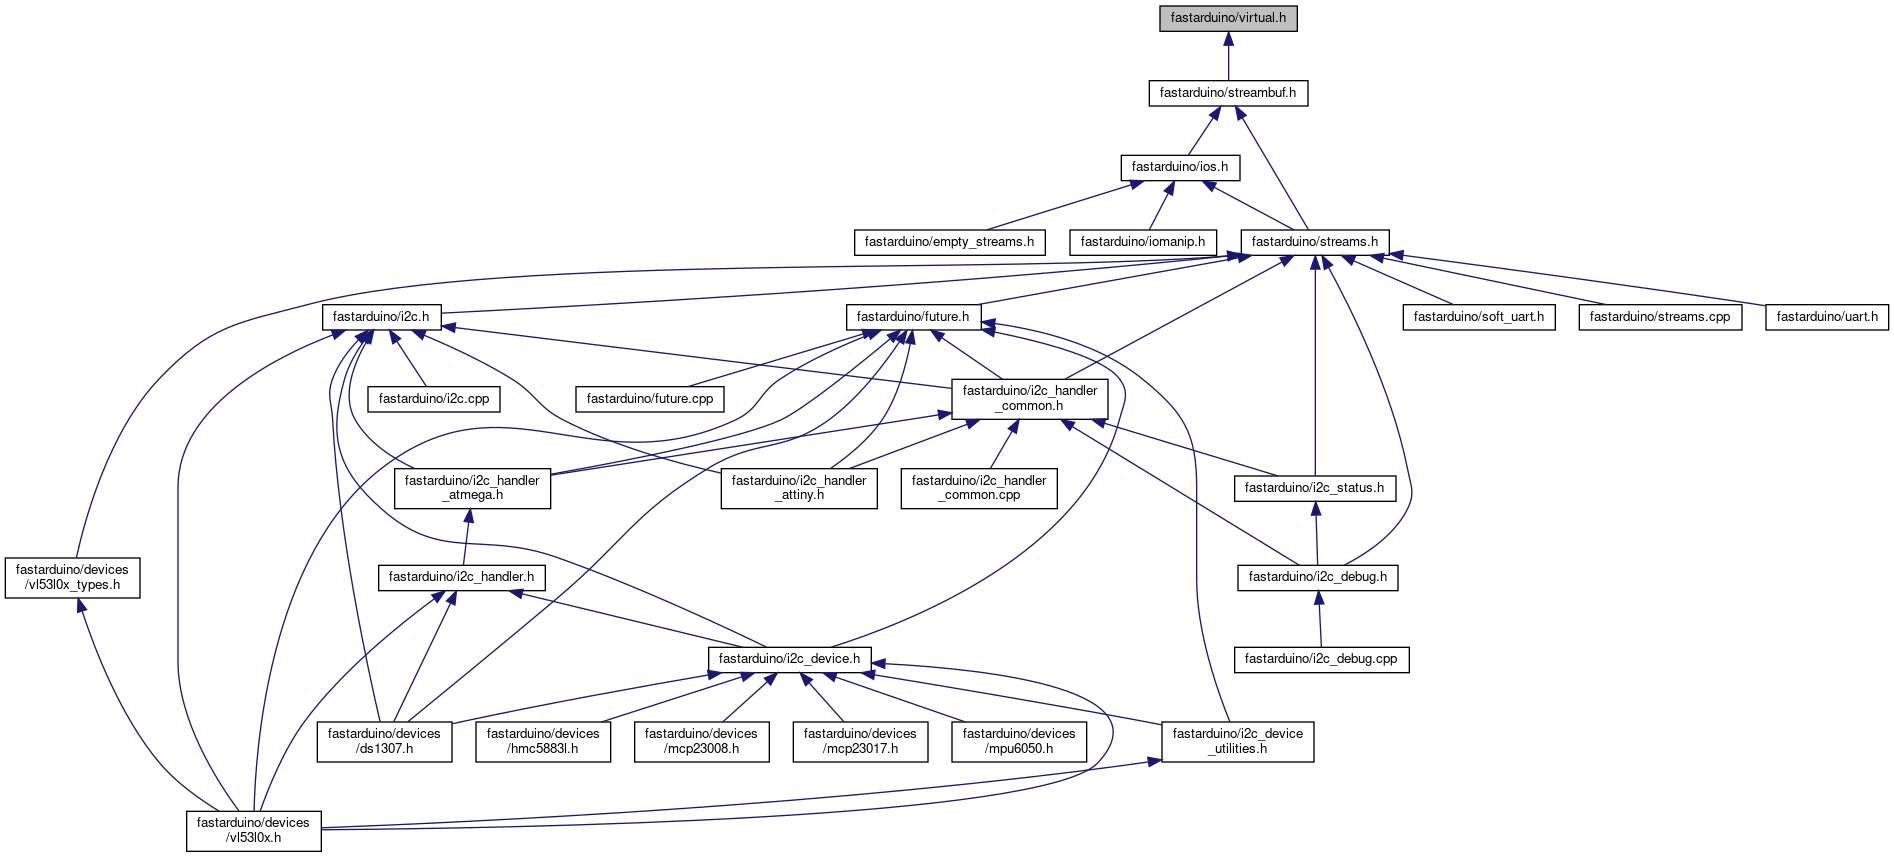 fastarduino/virtual.h
fastarduino/streambuf.h
fastarduino/ios.h
fastarduino/empty_streams.h
fastarduino/iomanip.h
fastarduino/streams.h
fastarduino/i2c.h
fastarduino/future.h
fastarduino/soft_uart.h
fastarduino/streams.cpp
fastarduino/uart.h
fastarduino/i2c.cpp
fastarduino/future.cpp
fastarduino/i2c_handler
_common.h
fastarduino/i2c_handler
_atmega.h
fastarduino/i2c_handler
_attiny.h
fastarduino/i2c_handler
_common.cpp
fastarduino/i2c_status.h
fastarduino/devices
/vl53l0x_types.h
fastarduino/i2c_handler.h
fastarduino/i2c_debug.h
fastarduino/i2c_device.h
fastarduino/i2c_debug.cpp
fastarduino/devices
/ds1307.h
fastarduino/devices
/hmc5883l.h
fastarduino/devices
/mcp23008.h
fastarduino/devices
/mcp23017.h
fastarduino/devices
/mpu6050.h
fastarduino/i2c_device
_utilities.h
fastarduino/devices
/vl53l0x.h